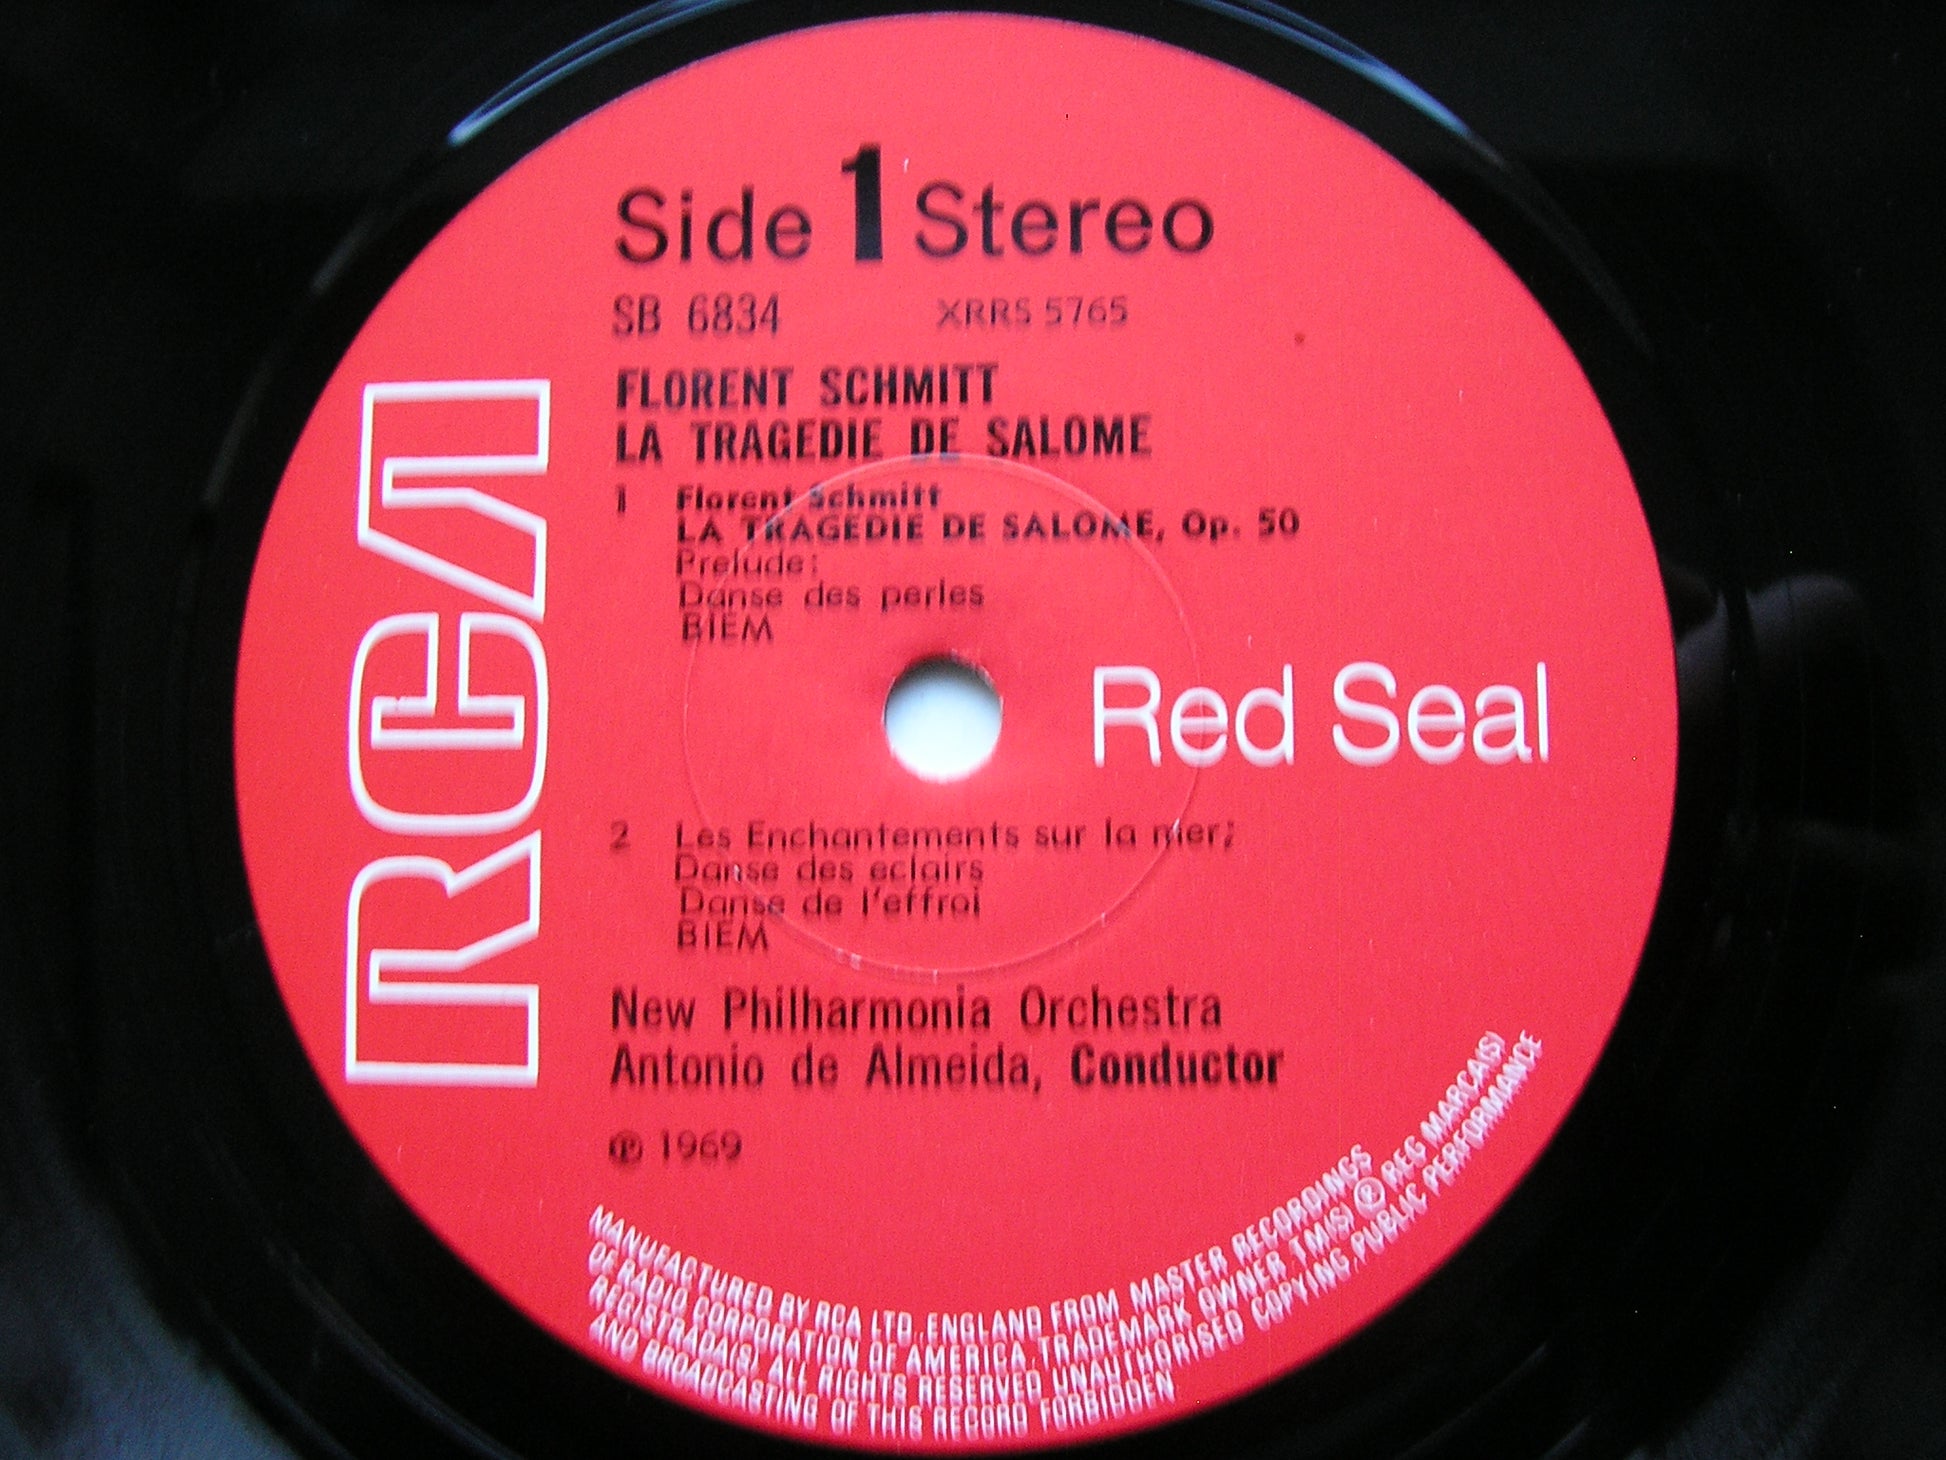 Side 1 Stereo
SB 6834 XRRS 5765
FLORENT SCHMITT
LA TRAGEDIE DE SALOME
1 Florent Schmitt
LA TRAGEDIE DE SALOME, Op. 50
Prelude:
Danse des perles
BIEM
RCA
Red Seal
2 Les Enchantements sur la mer;
Danse des eclairs
Danse de l'effroi
BIEM
New Philharmonia Orchestra
Antonio de Almeida, Conductor
℗ 1969
MANUFACTURED BY RCA LTD., ENGLAND FROM MASTER RECORDINGS
OF RADIO CORPORATION OF AMERICA, TRADEMARK OWNER TM(S) ® REG MARCA(S)
REGISTRADA(S) ALL RIGHTS RESERVED UNAUTHORISED COPYING, PUBLIC PERFORMANCE
AND BROADCASTING OF THIS RECORD FORBIDDEN